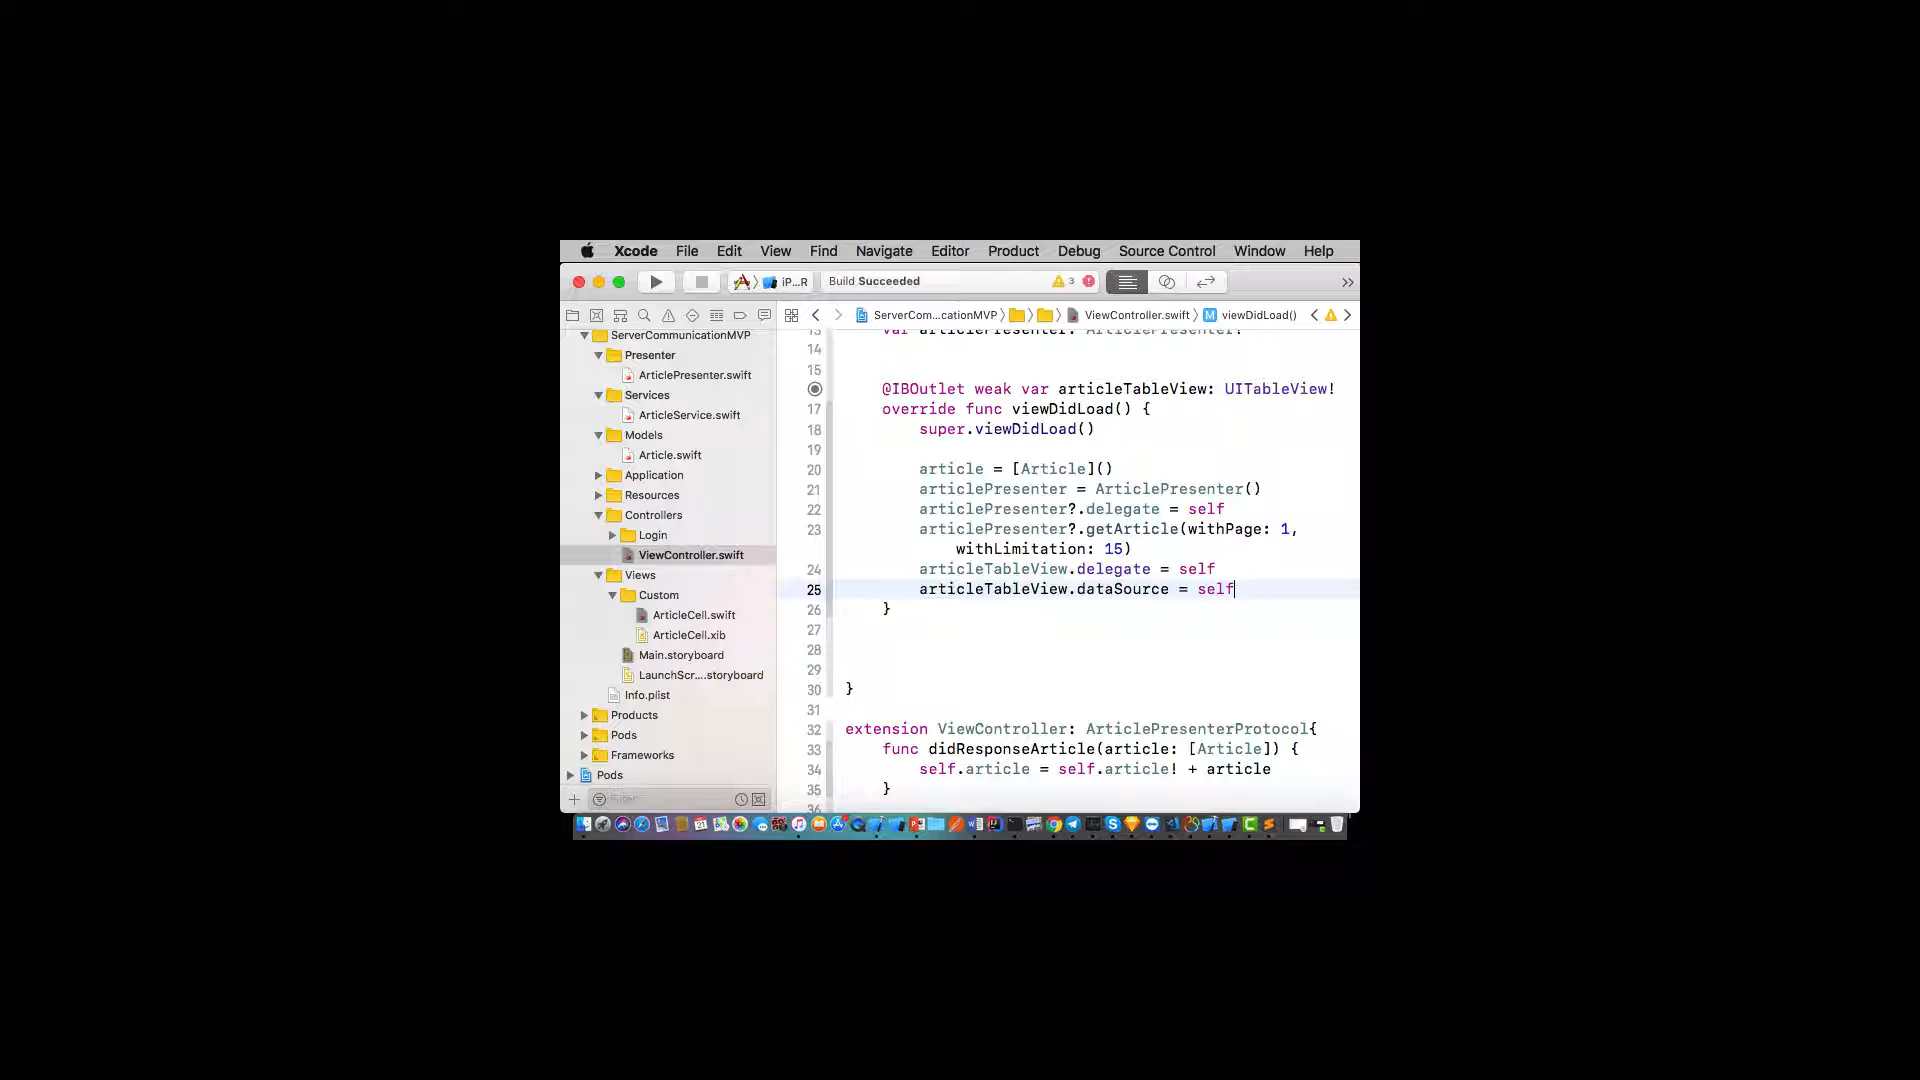 Xcode File Edit View Find Navigate Editor Product Debug Source Control Window Help
iP...R Build Succeeded 3
ServerCom...cationMVP ViewController.swift viewDidLoad()
ServerCommunicationMVP
Presenter
ArticlePresenter.swift
Services
ArticleService.swift
Models
Article.swift
Application
Resources
Controllers
Login
ViewController.swift
Views
Custom
ArticleCell.swift
ArticleCell.xib
Main.storyboard
LaunchScr....storyboard
Info.plist
Products
Pods
Frameworks
Pods
Filter
13 var articlePresenter: ArticlePresenter!
14
15
@IBOutlet weak var articleTableView: UITableView!
17 override func viewDidLoad() {
18 super.viewDidLoad()
19
20 article = [Article]()
21 articlePresenter = ArticlePresenter()
22 articlePresenter?.delegate = self
23 articlePresenter?.getArticle(withPage: 1,
withLimitation: 15)
24 articleTableView.delegate = self
25 articleTableView.dataSource = self
26 }
27
28
29
30 }
31
32 extension ViewController: ArticlePresenterProtocol{
33 func didResponseArticle(article: [Article]) {
34 self.article = self.article! + article
35 }
36